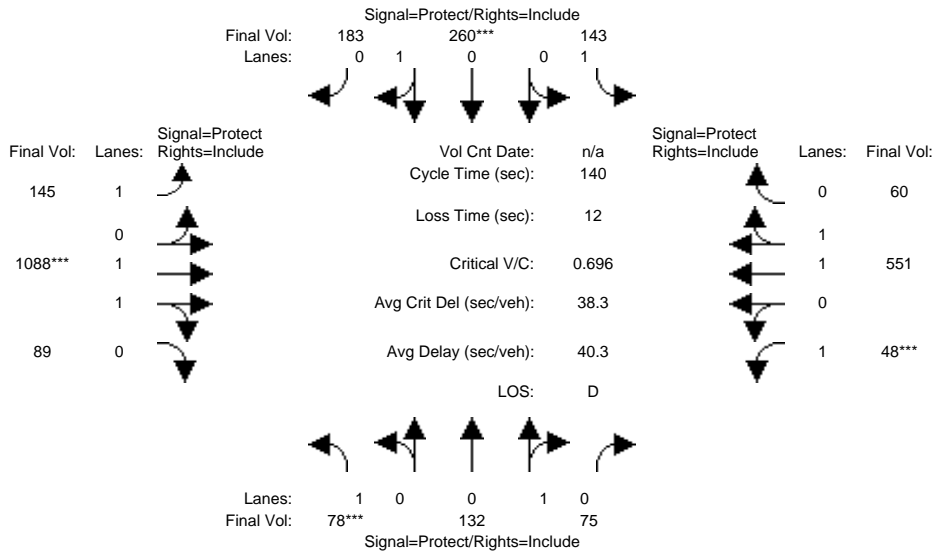 Signal=Protect/Rights=Include
Final Vol: 183 260*** 143
Lanes: 0 1 0 0 1
Signal=Protect
Final Vol: Lanes: Rights=Include
Vol Cnt Date: n/a
Signal=Protect
Rights=Include Lanes: Final Vol:
Cycle Time (sec): 140
145 1
0 60
Loss Time (sec): 12
0
1
1088*** 1
Critical V/C: 0.696
1 551
1
Avg Crit Del (sec/veh): 38.3
0
89 0
Avg Delay (sec/veh): 40.3
1 48***
LOS: D
Lanes: 1 0 0 1 0
Final Vol: 78*** 132 75
Signal=Protect/Rights=Include